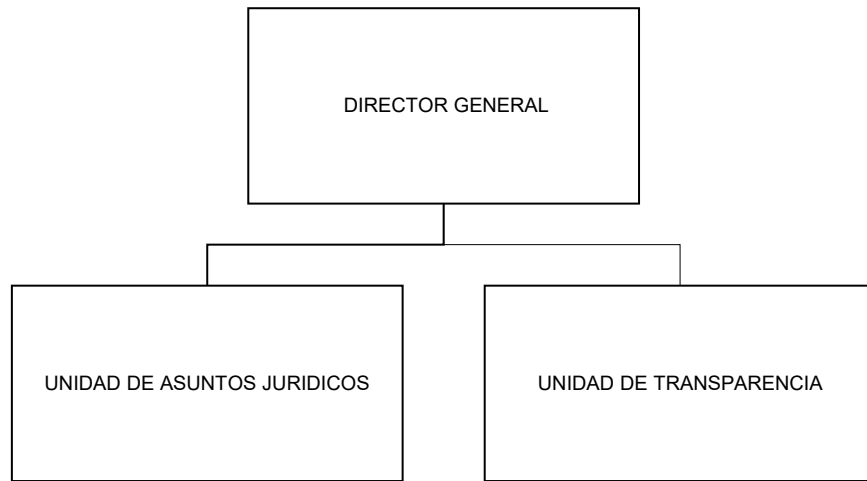 DIRECTOR GENERAL
UNIDAD DE ASUNTOS JURIDICOS
UNIDAD DE TRANSPARENCIA